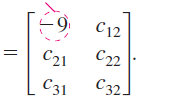 = [ -9 c12 ]
c21 c22
c31 c32 .